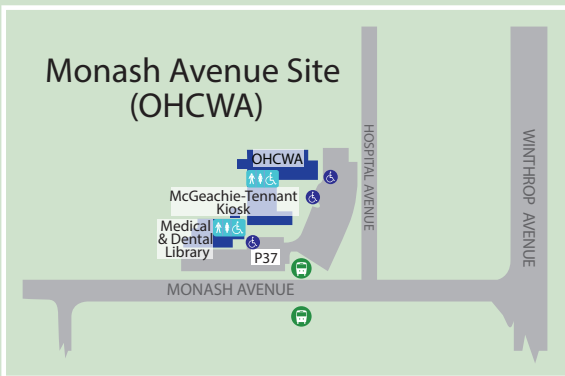 Monash Avenue Site
(OHCWA)
OHCWA
McGeachie-Tennant
Kiosk
Medical
& Dental
Library
P37
MONASH AVENUE
HOSPITAL AVENUE
WINTHROP AVENUE